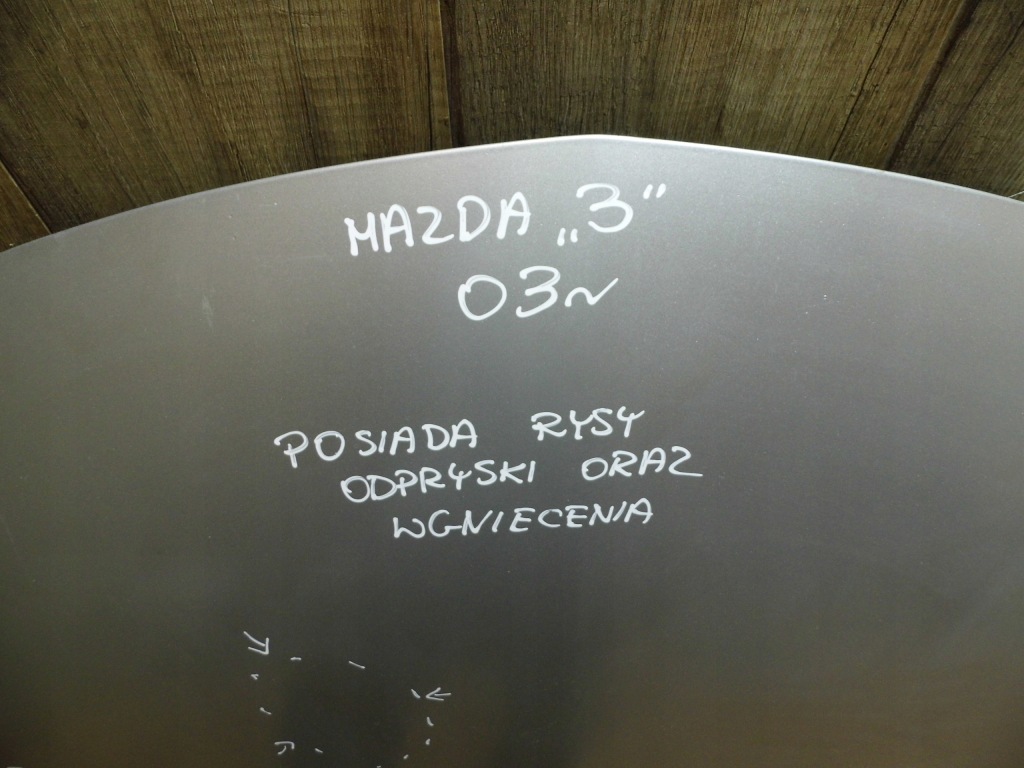 MAZDA „3"
03r
POSIADA RYSY
ODPRYSKI ORAZ
WGNIECENIA